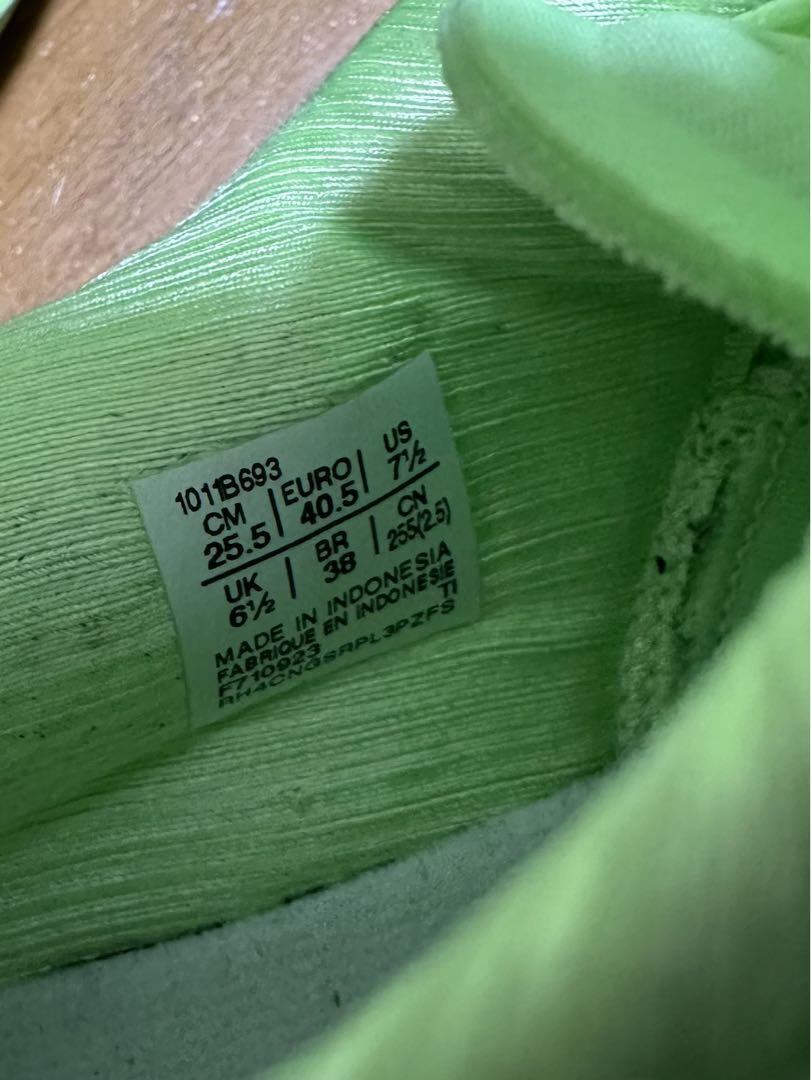 1011B693
CM | EURO | US
25.5 | 40.5 | 7½
UK | BR | CN
6½ | 38 | 255(2.5)
MADE IN INDONESIA
FABRIQUE EN INDONESIE
F710923 TI
RH4CNGSRPL3PZFS